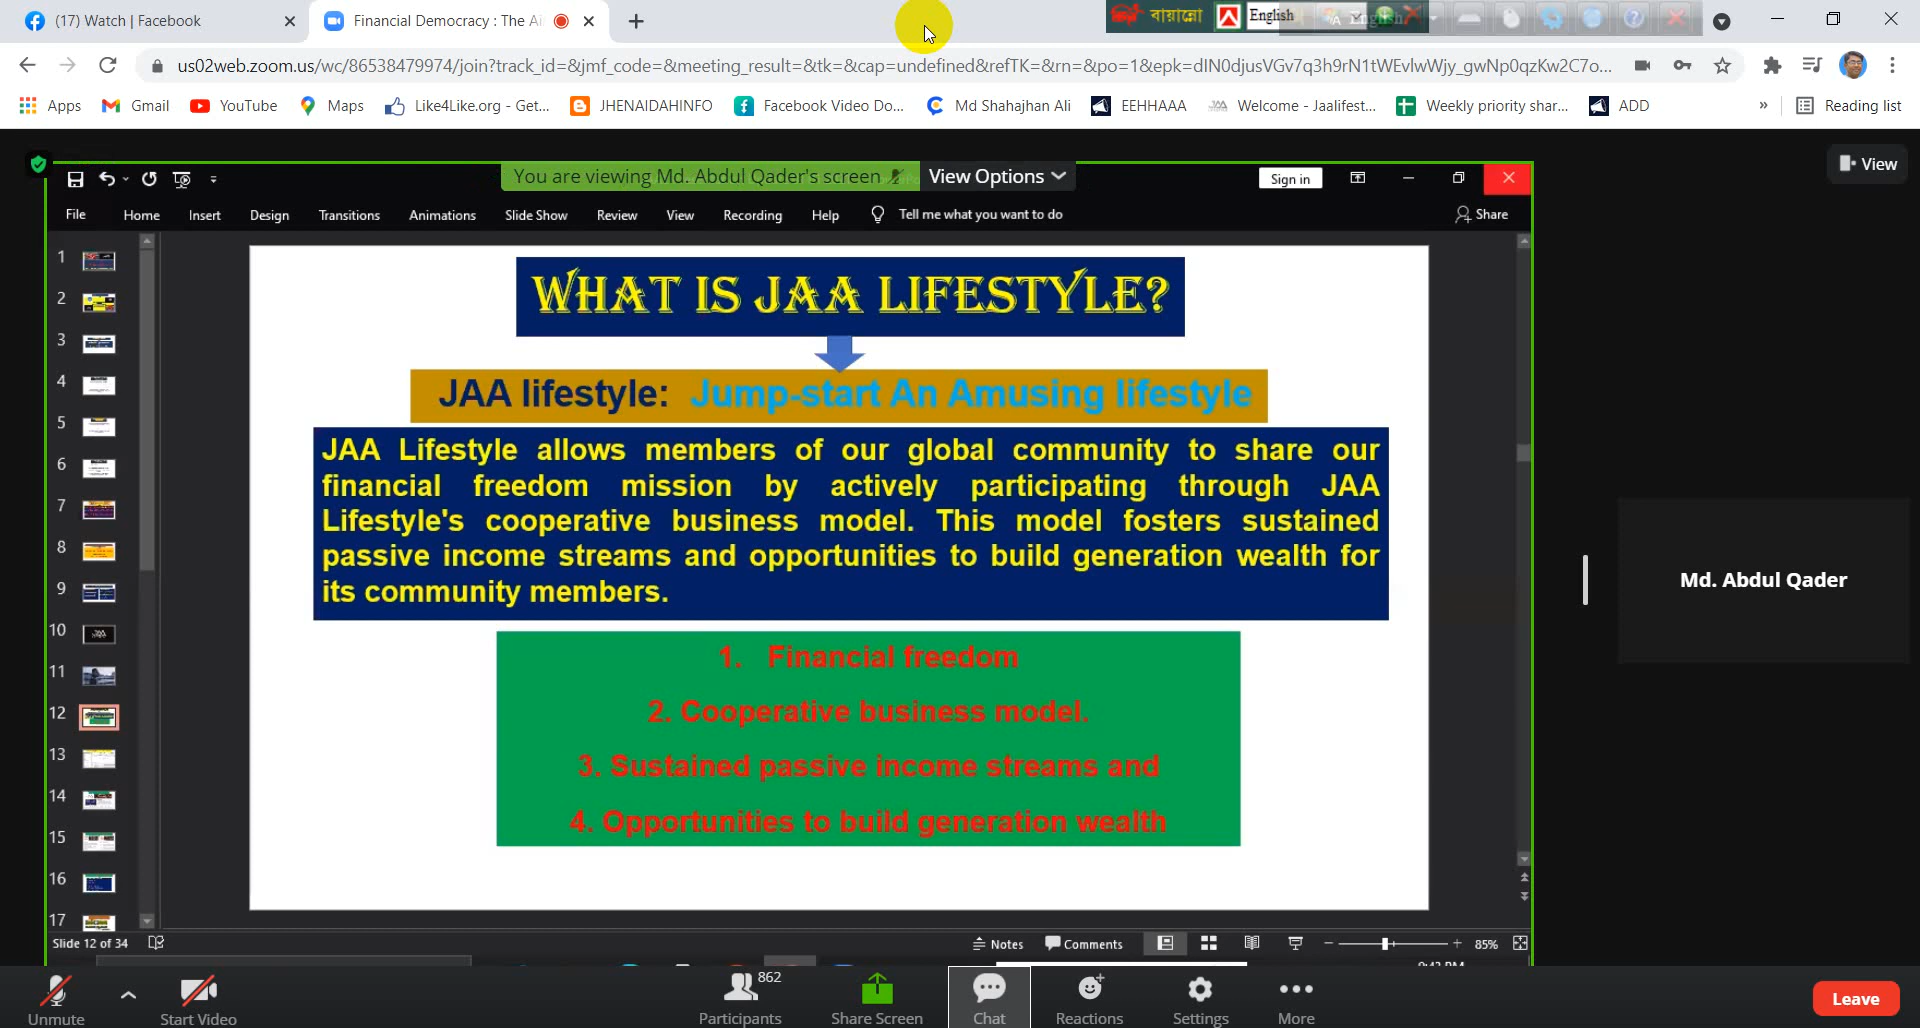 (17) Watch | Facebook
Financial Democracy : The Ai
বায়ান্নো
English
us02web.zoom.us/wc/86538479974/join?track_id=&jmf_code=&meeting_result=&tk=&cap=undefined&refTK=&rn=&po=1&epk=dIN0djusVGv7q3h9rN1tWEvlwWjy_gwNp0qzKw2C7o...
Apps
Gmail
YouTube
Maps
Like4Like.org - Get...
JHENAIDAHINFO
Facebook Video Do...
Md Shahajhan Ali
EEHHAAA
Welcome - Jaalifest...
Weekly priority shar...
ADD
»
Reading list
You are viewing Md. Abdul Qader's screen
View Options
Sign in
View
File
Home
Insert
Design
Transitions
Animations
Slide Show
Review
View
Recording
Help
Tell me what you want to do
Share
1
2
3
4
5
6
7
8
9
10
11
12
13
14
15
16
17
WHAT IS JAA LIFESTYLE?
JAA lifestyle: Jump-start An Amusing lifestyle
JAA Lifestyle allows members of our global community to share our
financial freedom mission by actively participating through JAA
Lifestyle's cooperative business model. This model fosters sustained
passive income streams and opportunities to build generation wealth for
its community members.
1. Financial freedom
2. Cooperative business model.
3. Sustained passive income streams and
4. Opportunities to build generation wealth
Md. Abdul Qader
Slide 12 of 34
Notes
Comments
85%
Unmute
Start Video
862
Participants
Share Screen
Chat
Reactions
Settings
More
Leave